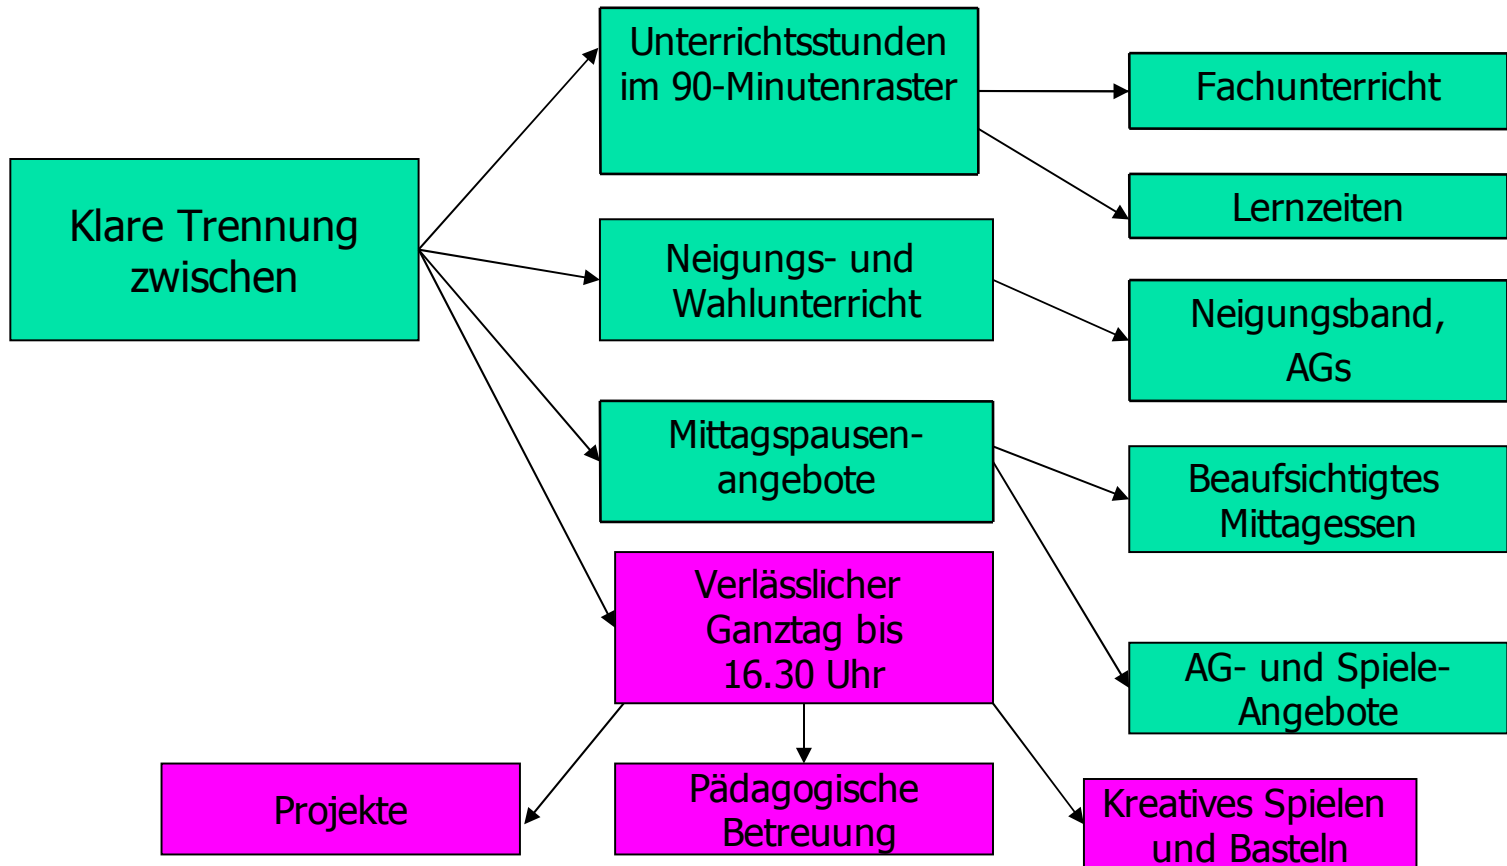 Unterrichtsstunden
im 90-Minutenraster
Fachunterricht
Lernzeiten
Klare Trennung
zwischen
Neigungs- und
Wahlunterricht
Neigungsband,
AGs
Mittagspausen-
angebote
Beaufsichtigtes
Mittagessen
Verlässlicher
Ganztag bis
16.30 Uhr
AG- und Spiele-
Angebote
Projekte
Pädagogische
Betreuung
Kreatives Spielen
und Basteln